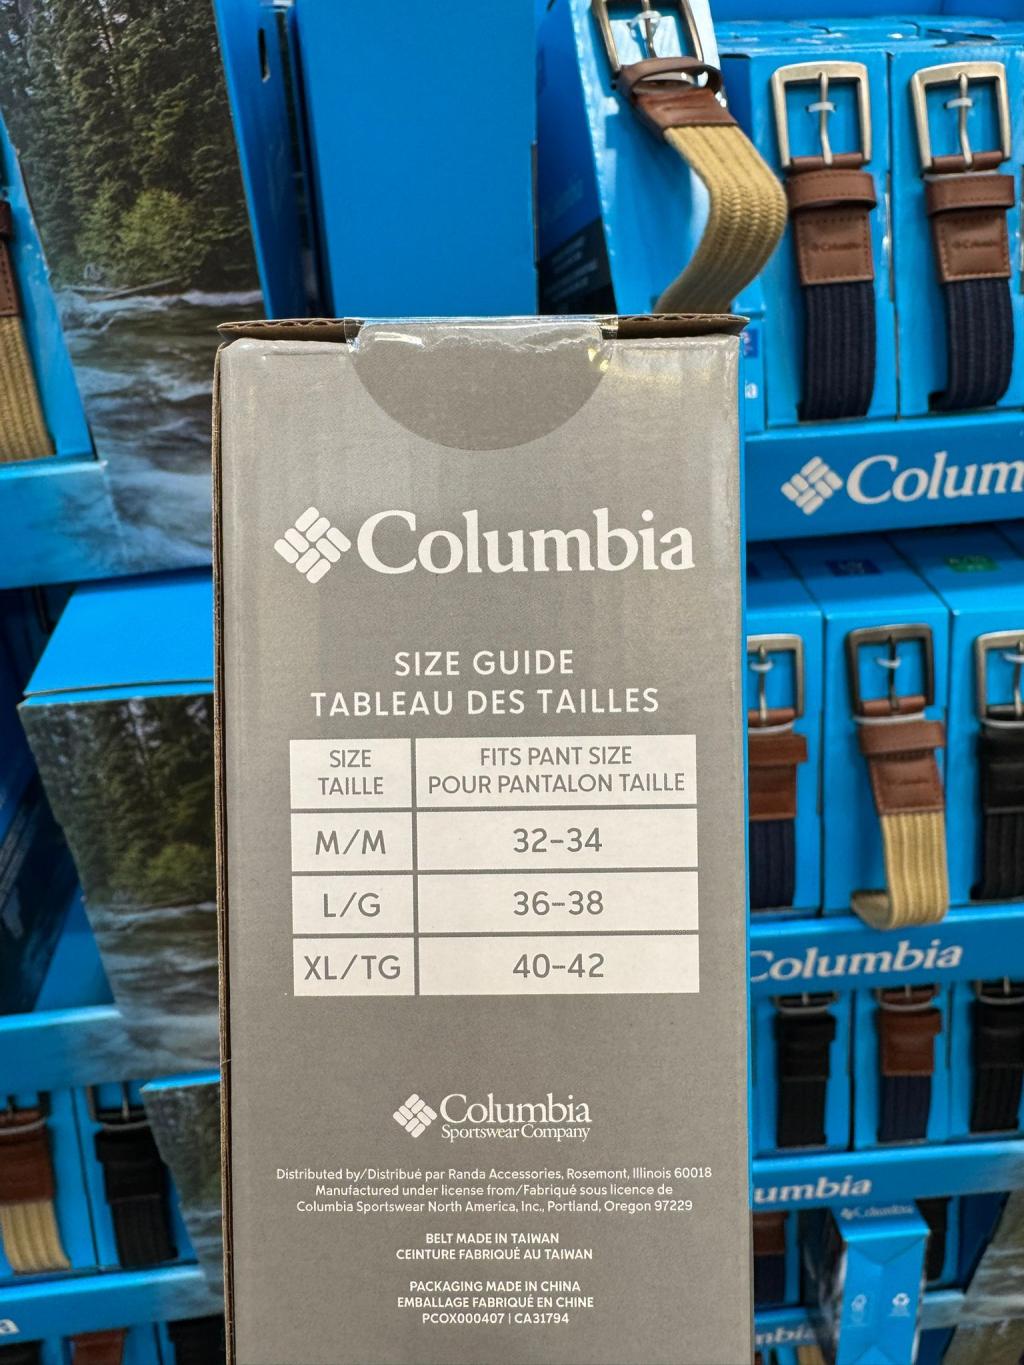 Columbia
Colum
Columbia
SIZE GUIDE
TABLEAU DES TAILLES
SIZE
TAILLE
FITS PANT SIZE
POUR PANTALON TAILLE
M/M
32-34
L/G
36-38
XL/TG
40-42
Columbia
Columbia
Sportswear Company
Distributed by/Distribué par Randa Accessories, Rosemont, Illinois 60018
Manufactured under license from/Fabriqué sous licence de
Columbia Sportswear North America, Inc., Portland, Oregon 97229
umbia
Columbia
BELT MADE IN TAIWAN
CEINTURE FABRIQUÉ AU TAIWAN
PACKAGING MADE IN CHINA
EMBALLAGE FABRIQUÉ EN CHINE
PCOX000407 | CA31794
mbia